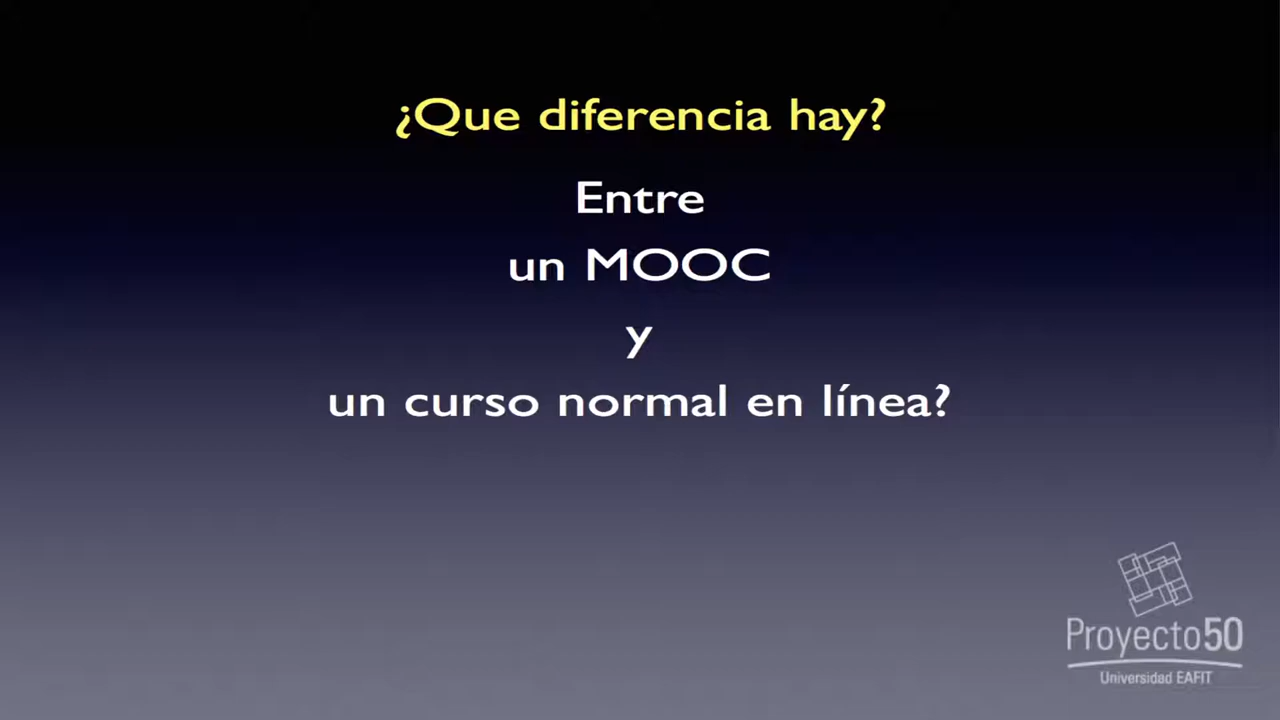 ¿Que diferencia hay?
Entre
un MOOC
y
un curso normal en línea?
Proyecto50
Universidad EAFIT